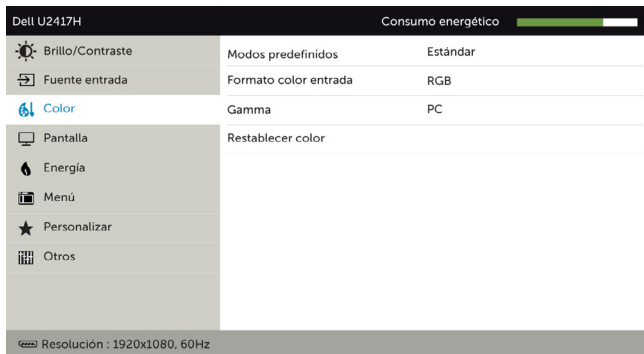 Dell U2417H Consumo energético
Brillo/Contraste Modos predefinidos Estándar
Fuente entrada Formato color entrada RGB
Color Gamma PC
Pantalla Restablecer color
Energía
Menú
Personalizar
Otros
Resolución : 1920x1080, 60Hz